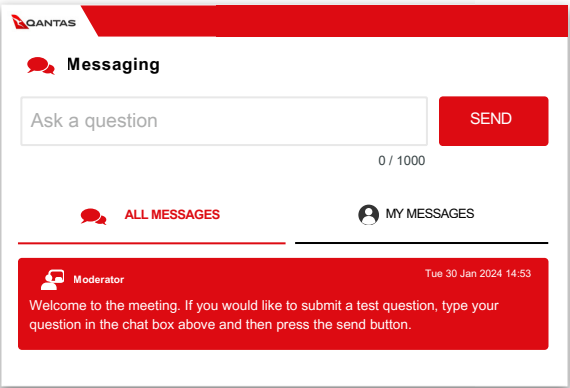 QANTAS
Messaging
Ask a question
SEND
0 / 1000
ALL MESSAGES
MY MESSAGES
Moderator
Tue 30 Jan 2024 14:53
Welcome to the meeting. If you would like to submit a test question, type your
question in the chat box above and then press the send button.